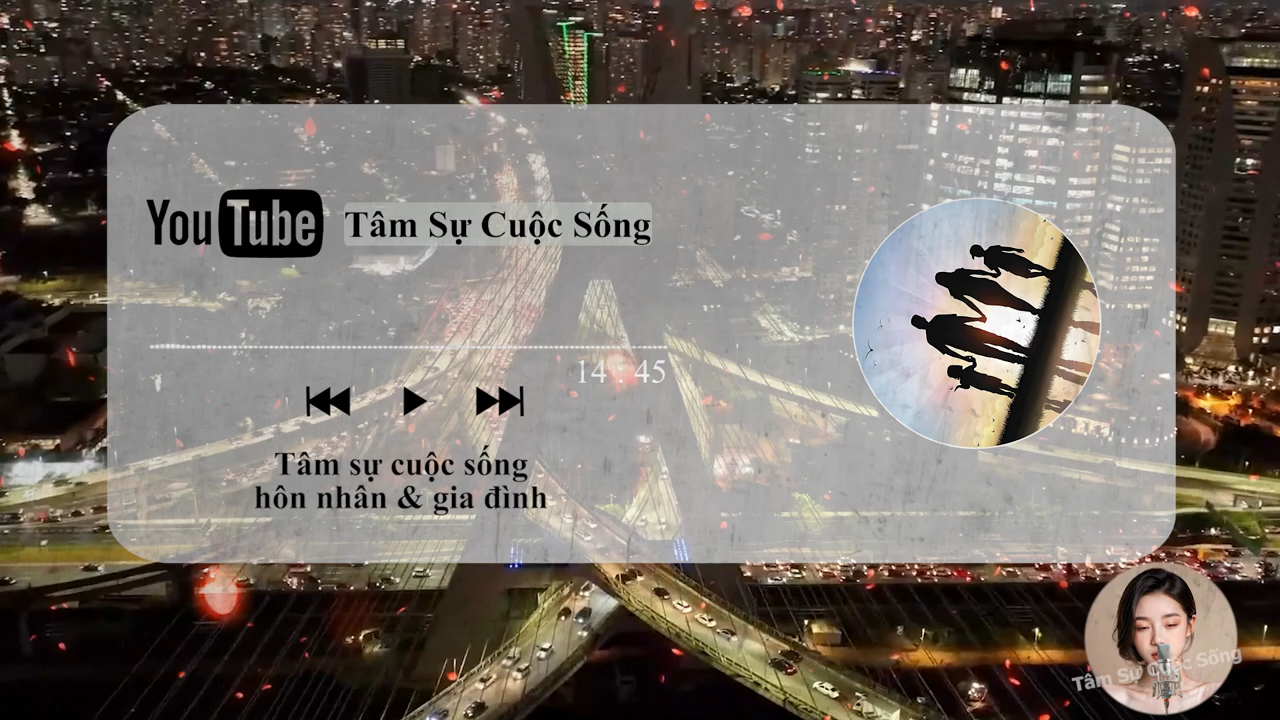 YouTube Tâm Sự Cuộc Sống
14 : 45
Tâm sự cuộc sống
hôn nhân & gia đình
Tâm Sự Cuộc Sống